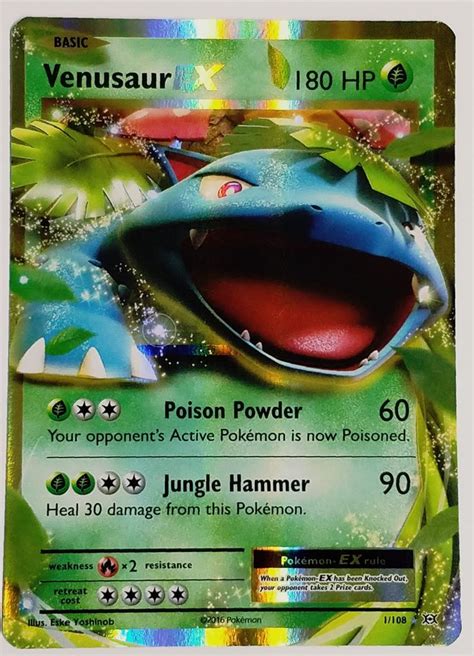 BASIC
Venusaur EX 180 HP
Poison Powder 60
Your opponent's Active Pokémon is now Poisoned.
Jungle Hammer 90
Heal 30 damage from this Pokémon.
weakness ×2 resistance
Pokémon-EX rule
When a Pokémon-EX has been Knocked Out,
your opponent takes 2 Prize cards.
retreat
cost
Illus. Eske Yoshinob
©2016 Pokémon
1/108